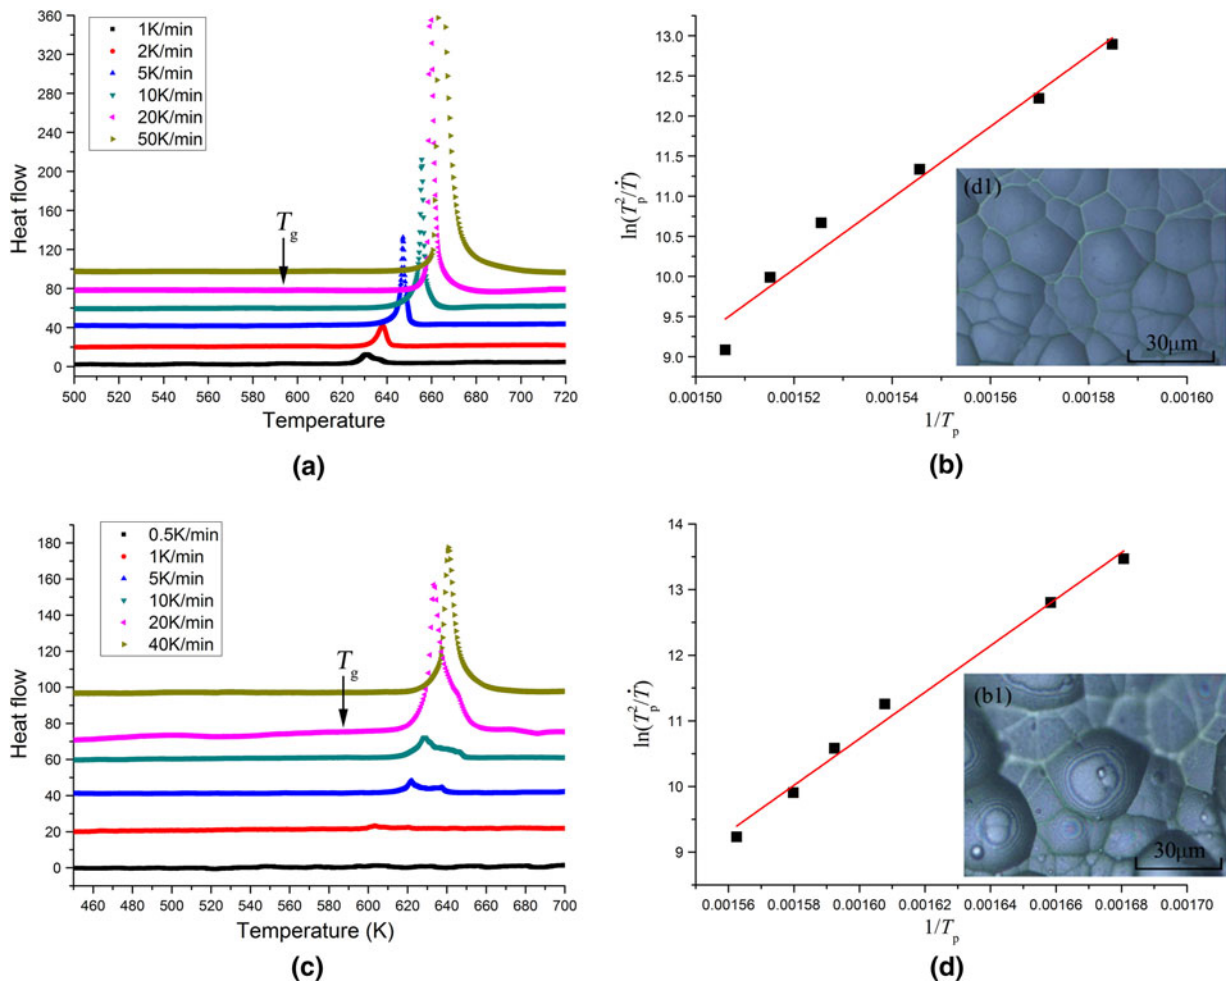 360
320
280
240
200
160
120
80
40
0
Heat flow
1K/min
2K/min
5K/min
10K/min
20K/min
50K/min
Tg
500 520 540 560 580 600 620 640 660 680 700 720
Temperature
(a)
13.0
12.5
12.0
11.5
11.0
10.5
10.0
9.5
9.0
ln(Tp²/Ṫ)
(d1)
30μm
0.00150 0.00152 0.00154 0.00156 0.00158 0.00160
1/Tp
(b)
180
160
140
120
100
80
60
40
20
0
Heat flow
0.5K/min
1K/min
5K/min
10K/min
20K/min
40K/min
Tg
460 480 500 520 540 560 580 600 620 640 660 680 700
Temperature (K)
(c)
14
13
12
11
10
9
ln(Tp²/Ṫ)
(b1)
30μm
0.00156 0.00158 0.00160 0.00162 0.00164 0.00166 0.00168 0.00170
1/Tp
(d)